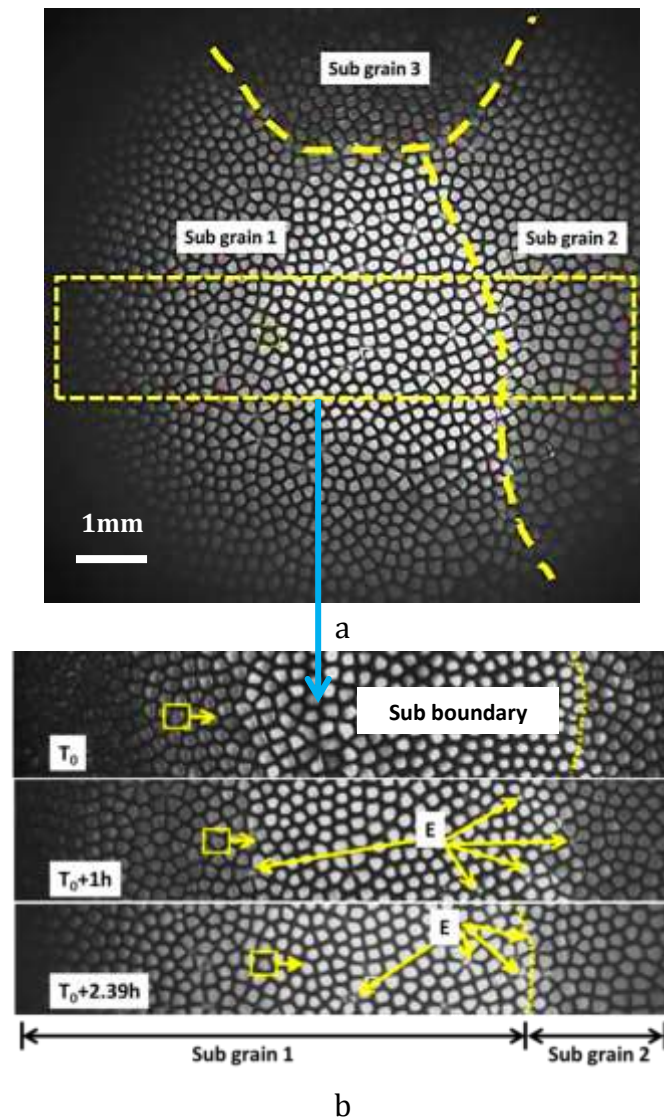 Sub grain 3
Sub grain 1
Sub grain 2
1mm
a
Sub boundary
T₀
E
T₀+1h
E
T₀+2.39h
Sub grain 1
Sub grain 2
b